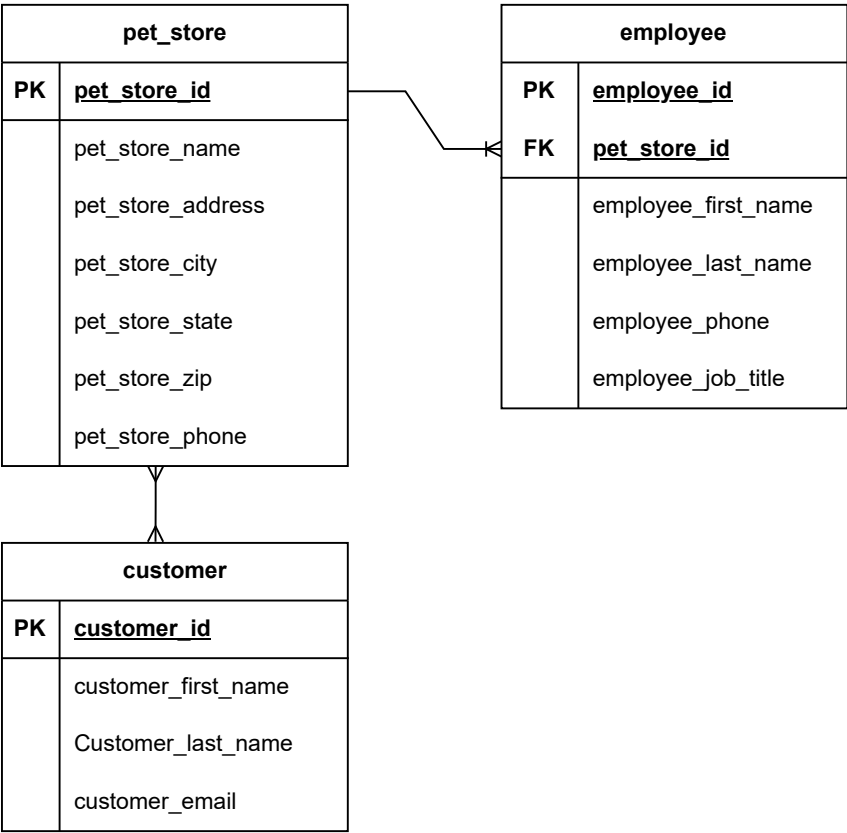 pet_store
PK pet_store_id
pet_store_name
pet_store_address
pet_store_city
pet_store_state
pet_store_zip
pet_store_phone
employee
PK employee_id
FK pet_store_id
employee_first_name
employee_last_name
employee_phone
employee_job_title
customer
PK customer_id
customer_first_name
Customer_last_name
customer_email